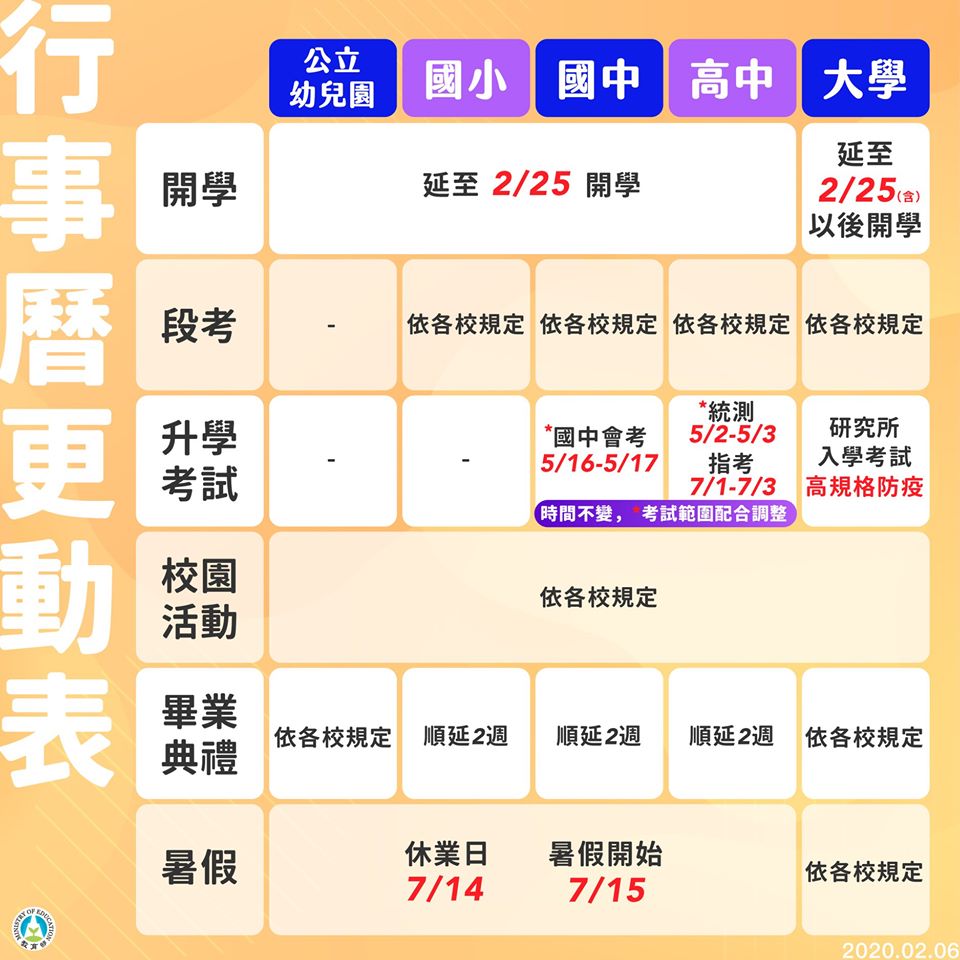 行事曆更動表
公立
幼兒園
國小
國中
高中
大學
開學
延至 2/25 開學
延至
2/25(含)
以後開學
段考
-
依各校規定
依各校規定
依各校規定
依各校規定
升學
考試
-
-
*國中會考
5/16-5/17
*統測
5/2-5/3
指考
7/1-7/3
時間不變，*考試範圍配合調整
研究所
入學考試
高規格防疫
校園
活動
依各校規定
畢業
典禮
依各校規定
順延2週
順延2週
順延2週
依各校規定
暑假
休業日
7/14
暑假開始
7/15
依各校規定
MINISTRY OF EDUCATION
教育部
2020.02.06